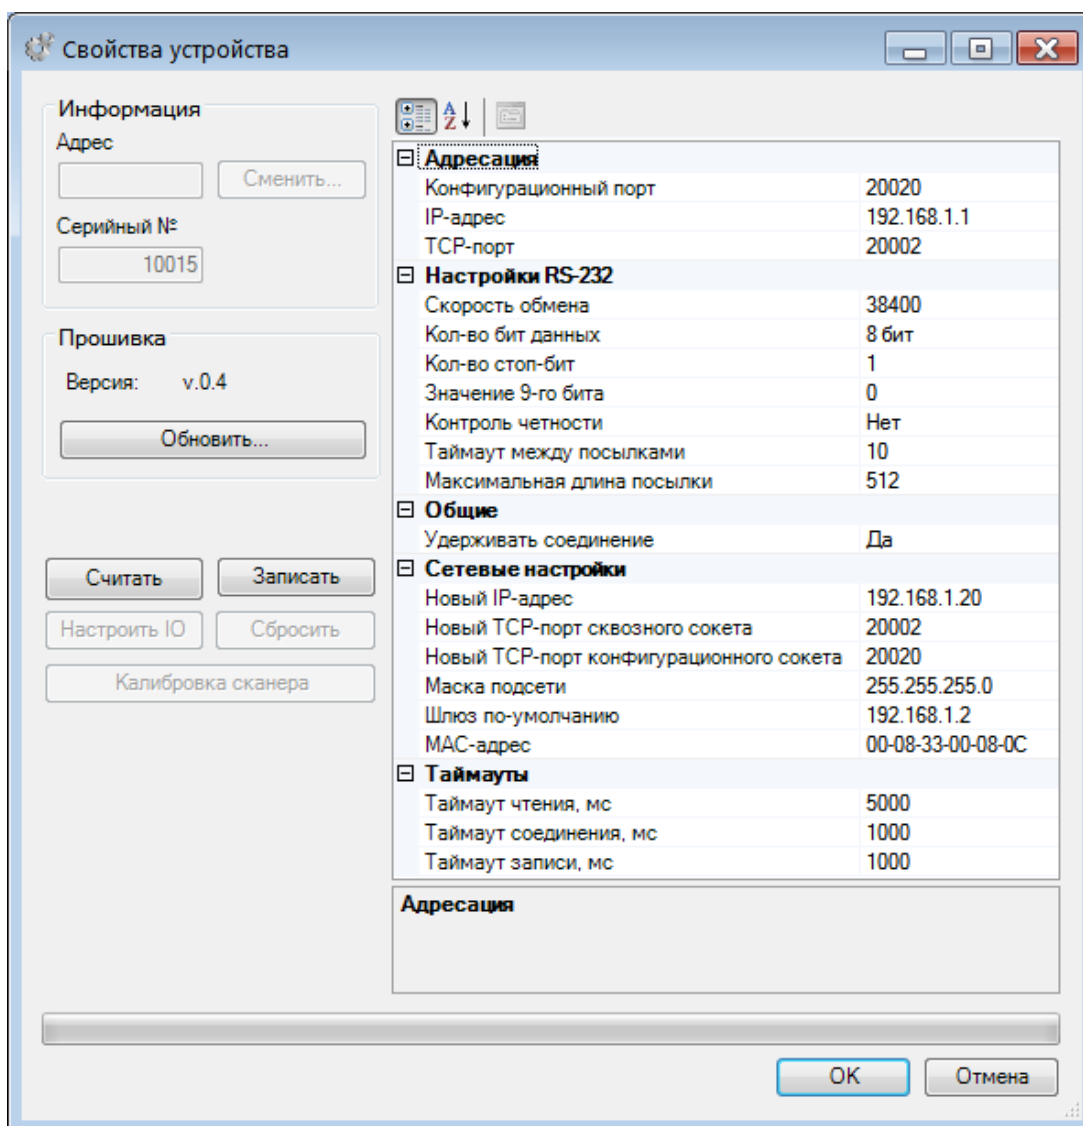 Свойства устройства
Информация
Адрес
Сменить...
Серийный №
10015
Прошивка
Версия: v.0.4
Обновить...
Считать Записать
Настроить IO Сбросить
Калибровка сканера
Адресация
Конфигурационный порт 20020
IP-адрес 192.168.1.1
TCP-порт 20002
Настройки RS-232
Скорость обмена 38400
Кол-во бит данных 8 бит
Кол-во стоп-бит 1
Значение 9-го бита 0
Контроль четности Нет
Таймаут между посылками 10
Максимальная длина посылки 512
Общие
Удерживать соединение Да
Сетевые настройки
Новый IP-адрес 192.168.1.20
Новый TCP-порт сквозного сокета 20002
Новый TCP-порт конфигурационного сокета 20020
Маска подсети 255.255.255.0
Шлюз по-умолчанию 192.168.1.2
MAC-адрес 00-08-33-00-08-0C
Таймауты
Таймаут чтения, мс 5000
Таймаут соединения, мс 1000
Таймаут записи, мс 1000
Адресация
OK Отмена